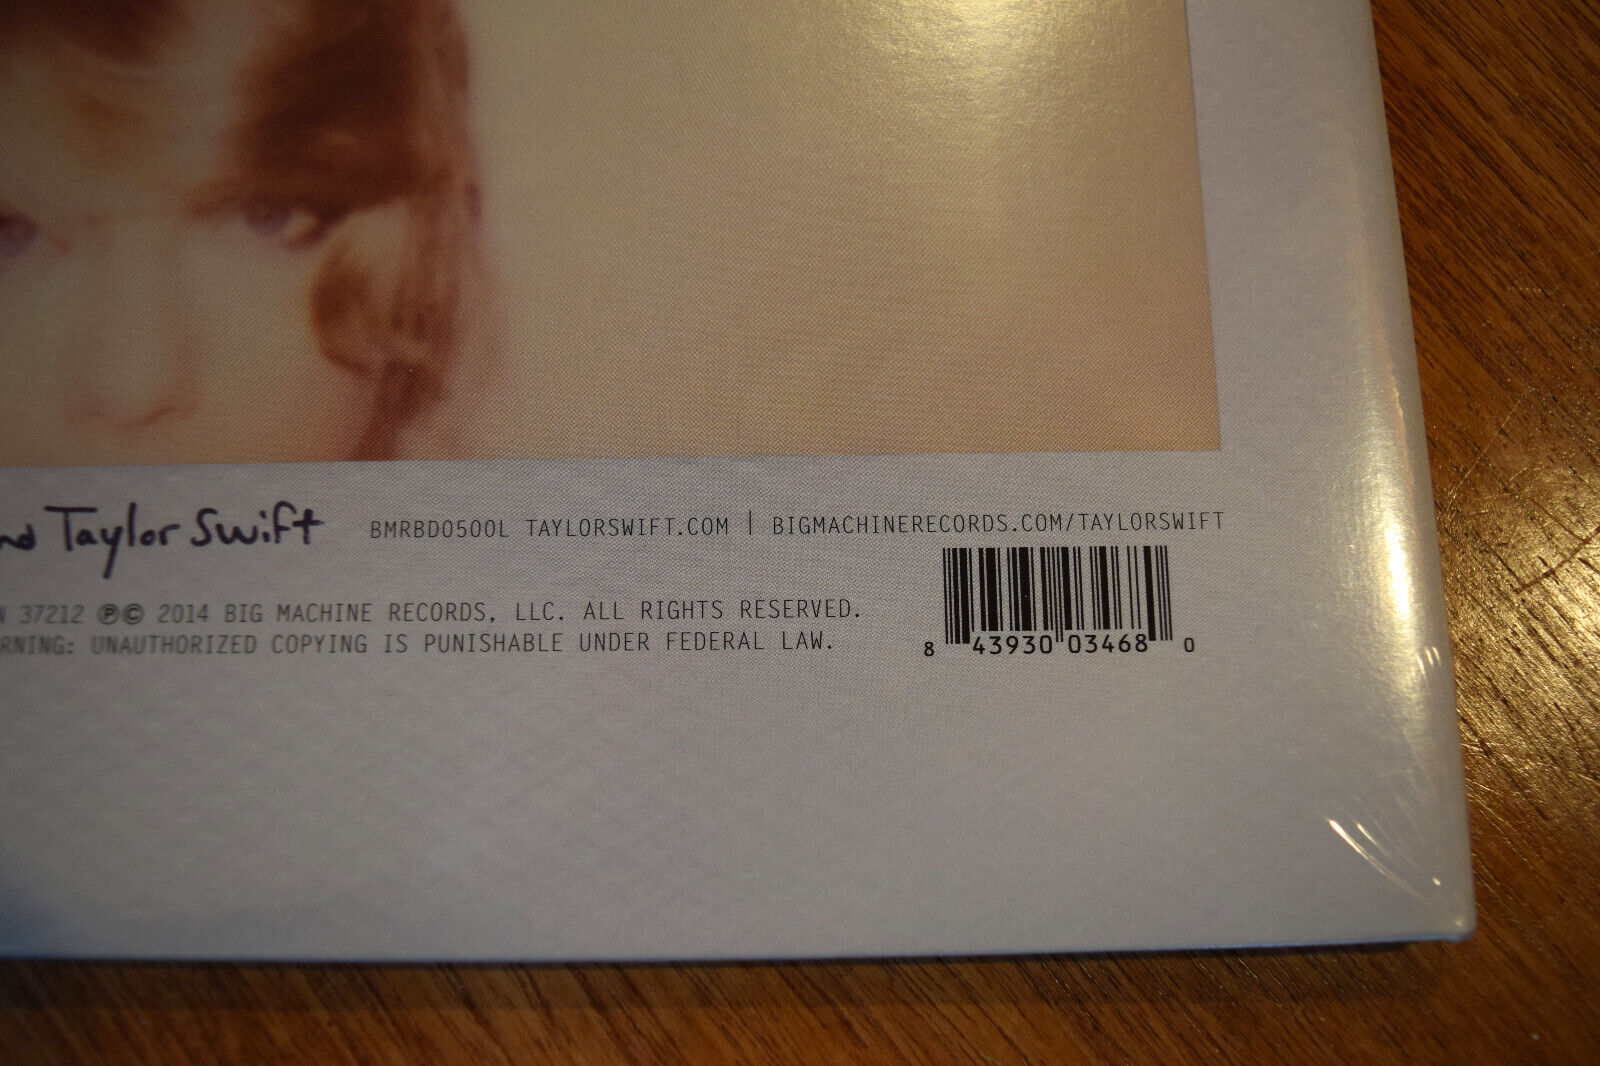 Taylor Swift BMRBD0500L TAYLORSWIFT.COM | BIGMACHINERECORDS.COM/TAYLORSWIFT
37212 ℗© 2014 BIG MACHINE RECORDS, LLC. ALL RIGHTS RESERVED.
RNING: UNAUTHORIZED COPYING IS PUNISHABLE UNDER FEDERAL LAW.
8 43930 03468 0